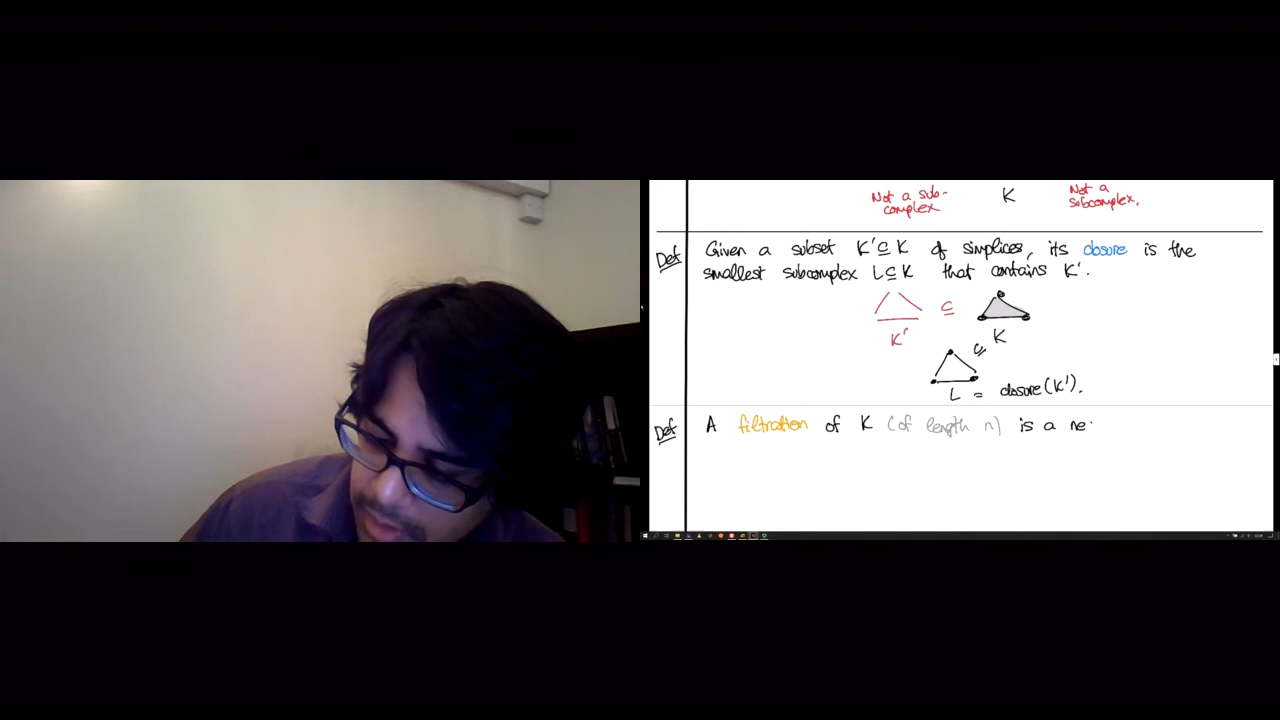 Not a sub-
complex
K
Not a
subcomplex.
Def Given a subset K' ⊆ K of simplices, its closure is the
smallest subcomplex L ⊆ K that contains K'.
⊆
K'
K
⊆
L = closure(K').
Def A filtration of K (of length n) is a ne